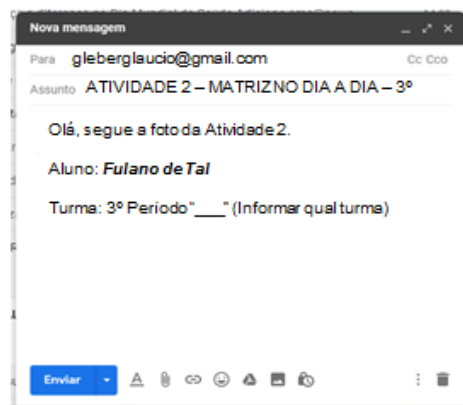 Nova mensagem
Para gleberglaucio@gmail.com Cc Cco
Assunto ATIVIDADE 2 – MATRIZ NO DIA A DIA – 3º
Olá, segue a foto da Atividade 2.
Aluno: Fulano de Tal
Turma: 3º Periodo "___" (Informar qual turma)
Enviar